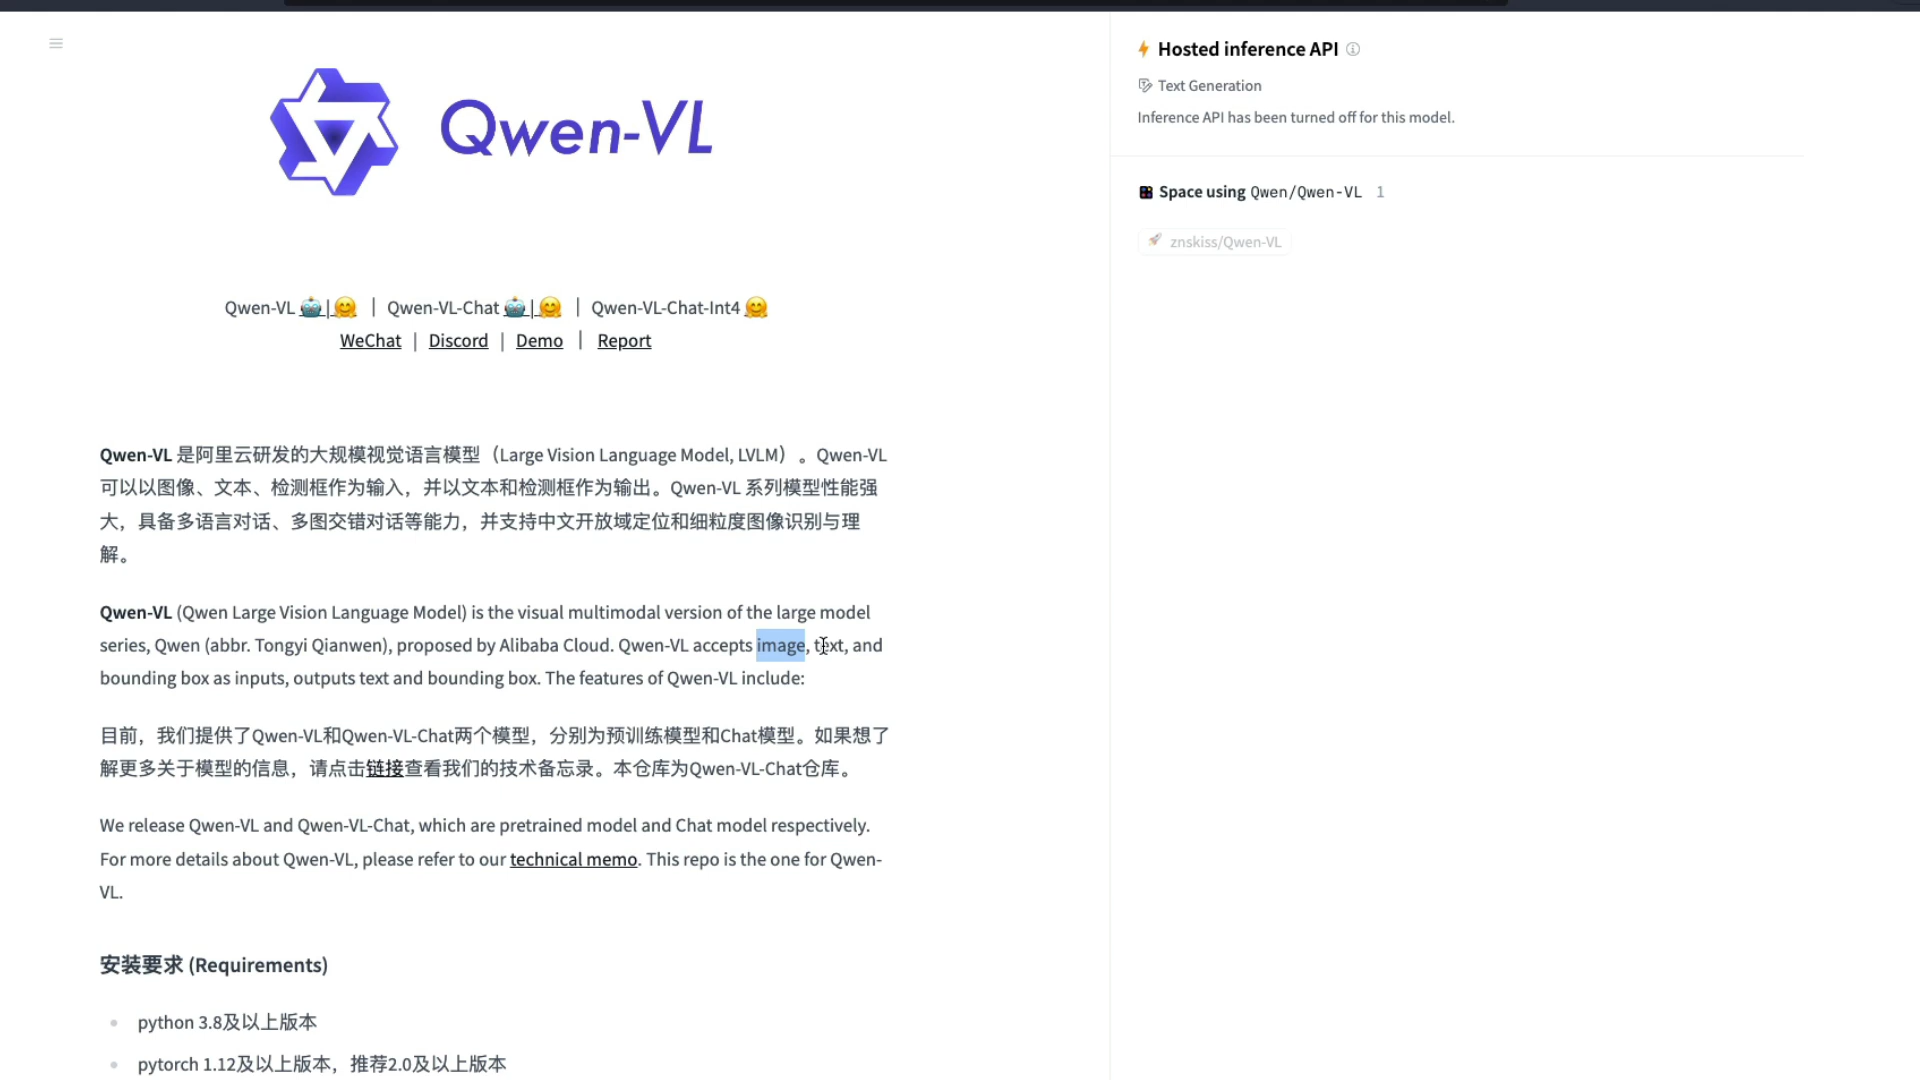 Qwen-VL
Qwen-VL 🤖 | 🤗 | Qwen-VL-Chat 🤖 | 🤗 | Qwen-VL-Chat-Int4 🤗
WeChat | Discord | Demo | Report
Qwen-VL 是阿里云研发的大规模视觉语言模型（Large Vision Language Model, LVLM）。Qwen-VL
可以以图像、文本、检测框作为输入，并以文本和检测框作为输出。Qwen-VL 系列模型性能强
大，具备多语言对话、多图交错对话等能力，并支持中文开放域定位和细粒度图像识别与理
解。
Qwen-VL (Qwen Large Vision Language Model) is the visual multimodal version of the large model
series, Qwen (abbr. Tongyi Qianwen), proposed by Alibaba Cloud. Qwen-VL accepts image, text, and
bounding box as inputs, outputs text and bounding box. The features of Qwen-VL include:
目前，我们提供了Qwen-VL和Qwen-VL-Chat两个模型，分别为预训练模型和Chat模型。如果想了
解更多关于模型的信息，请点击链接查看我们的技术备忘录。本仓库为Qwen-VL-Chat仓库。
We release Qwen-VL and Qwen-VL-Chat, which are pretrained model and Chat model respectively.
For more details about Qwen-VL, please refer to our technical memo. This repo is the one for Qwen-
VL.
安装要求 (Requirements)
python 3.8及以上版本
pytorch 1.12及以上版本，推荐2.0及以上版本
Hosted inference API
Text Generation
Inference API has been turned off for this model.
Space using Qwen/Qwen-VL 1
🚀 znskiss/Qwen-VL